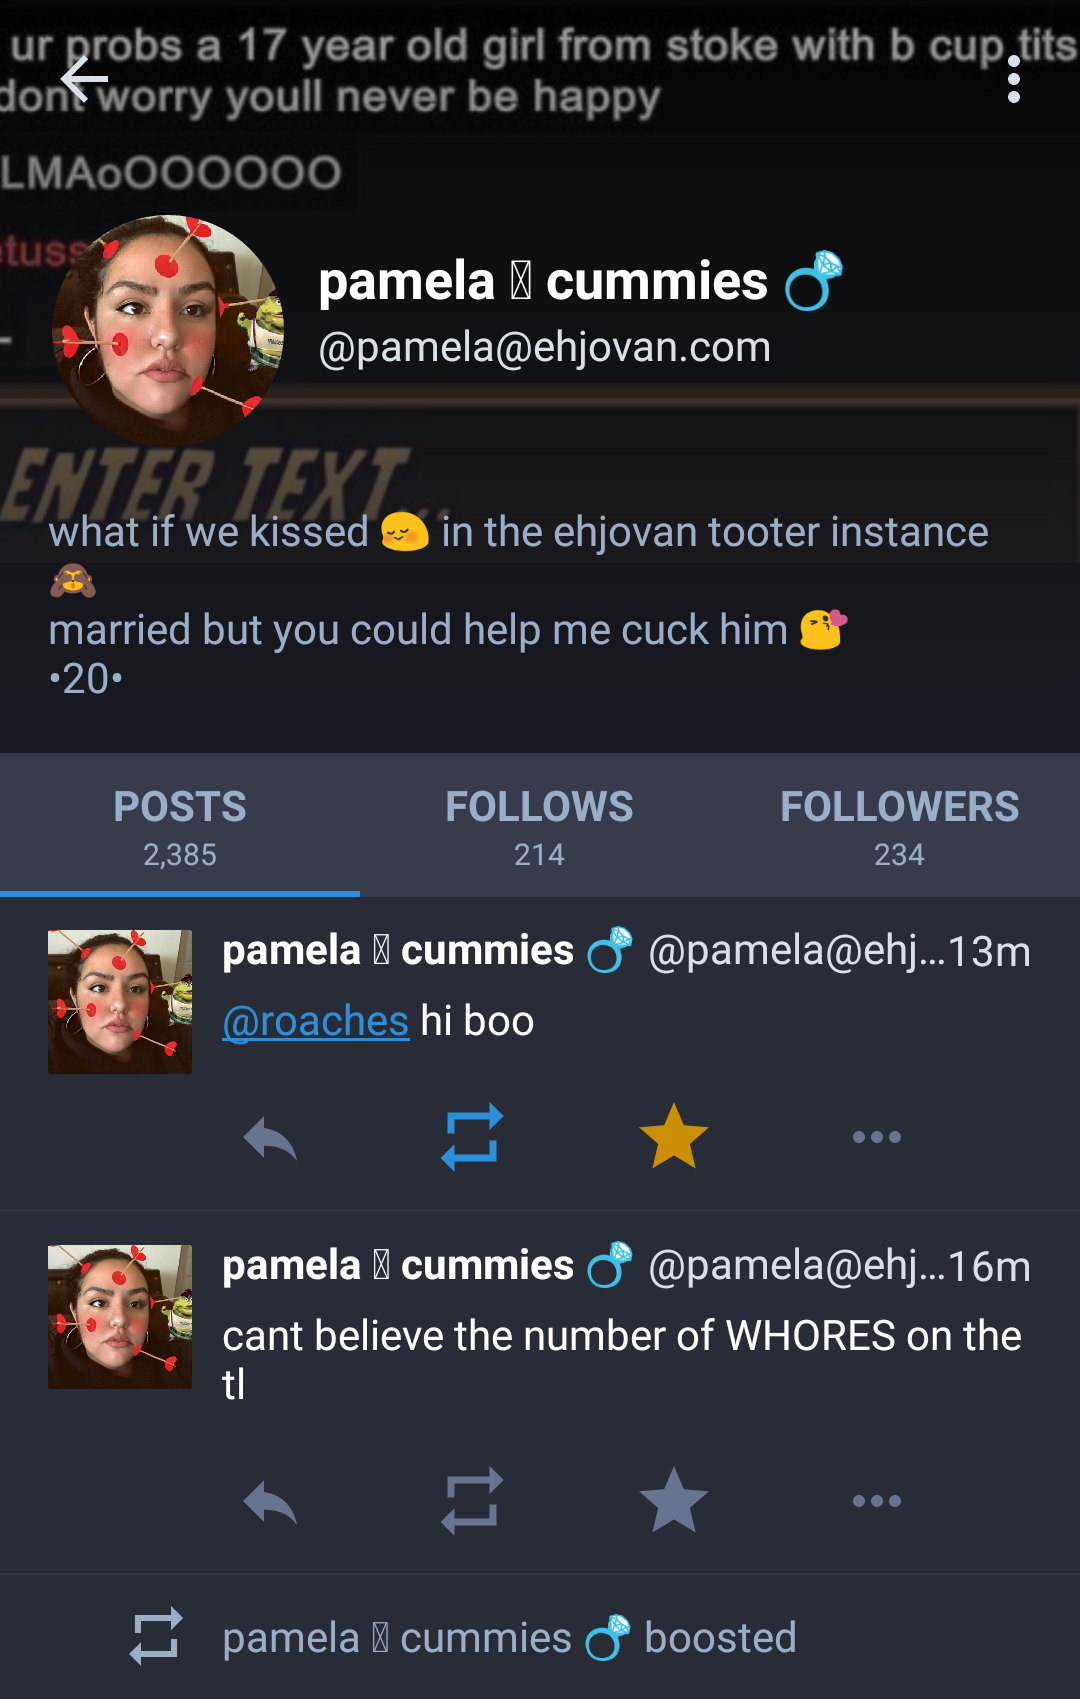 ur probs a 17 year old girl from stoke with b cup tits
dont worry youll never be happy
LMAoOOOOOO
etuss
pamela cummies 💍
@pamela@ehjovan.com
ENTER TEXT...
what if we kissed 😚 in the ehjovan tooter instance
🙈
married but you could help me cuck him 😘
•20•
POSTS FOLLOWS FOLLOWERS
2,385 214 234
pamela cummies 💍 @pamela@ehj...13m
@roaches hi boo
pamela cummies 💍 @pamela@ehj...16m
cant believe the number of WHORES on the
tl
pamela cummies 💍 boosted